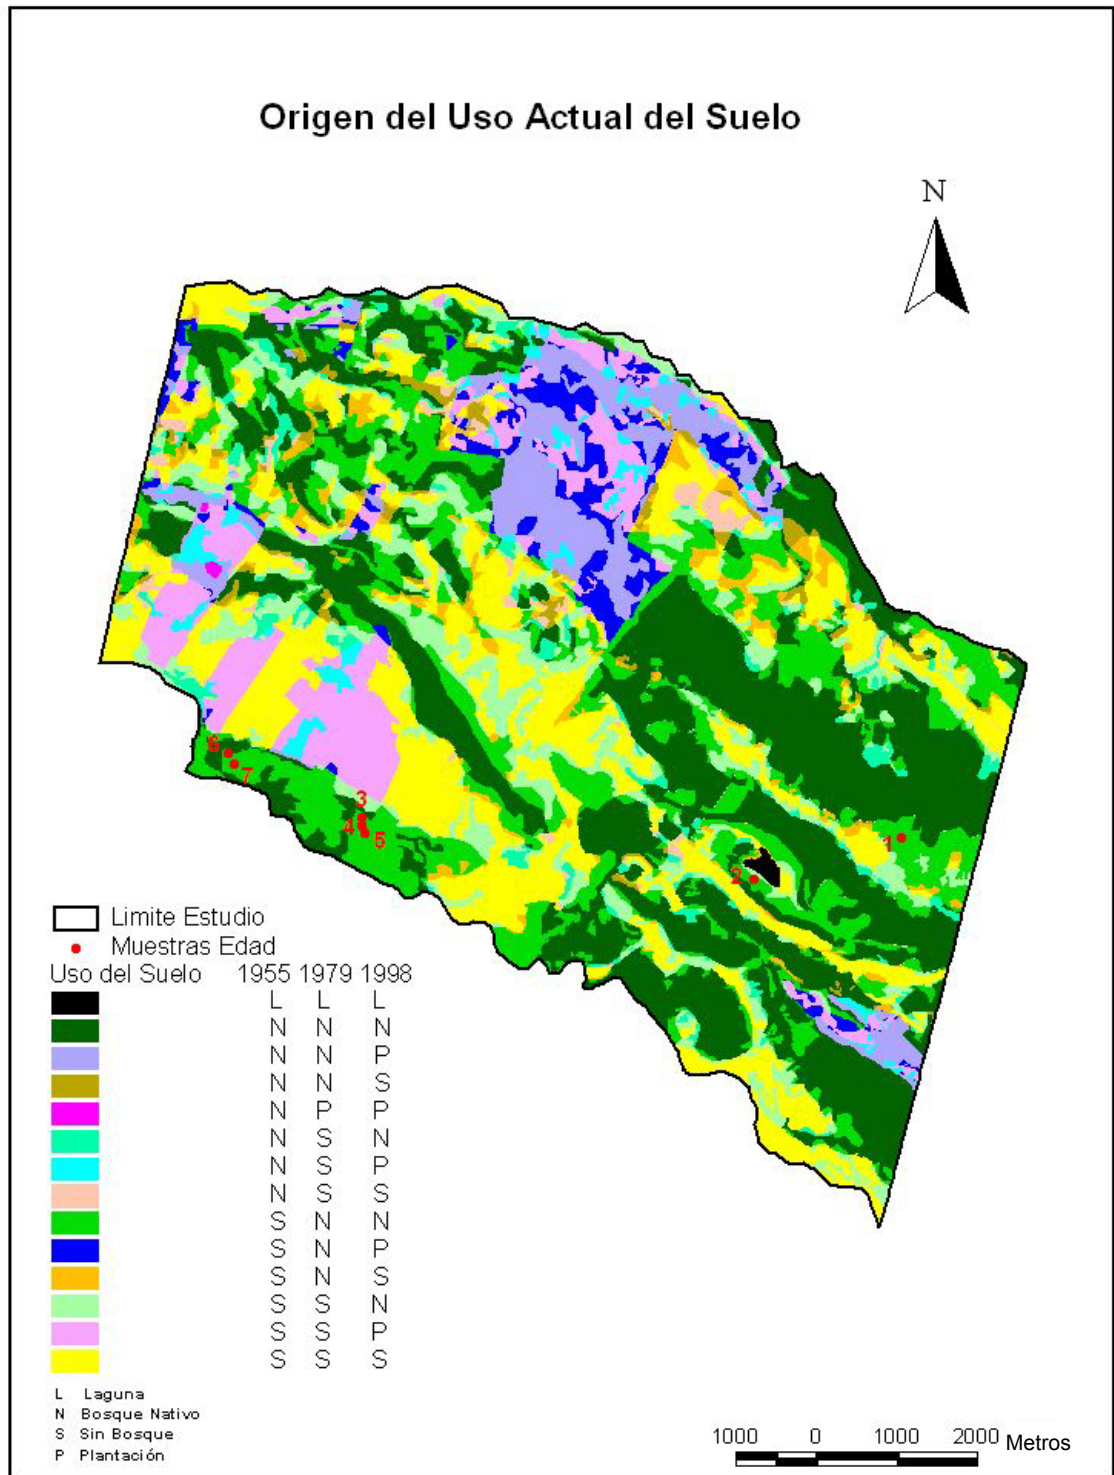 Origen del Uso Actual del Suelo
N
6
7
3
4
5
1
2
Limite Estudio
Muestras Edad
Uso del Suelo 1955 1979 1998
L L L
N N N
N N P
N N S
N P P
N S N
N S P
N S S
S N N
S N P
S N S
S S N
S S P
S S S
L Laguna
N Bosque Nativo
S Sin Bosque
P Plantación
1000 0 1000 2000 Metros